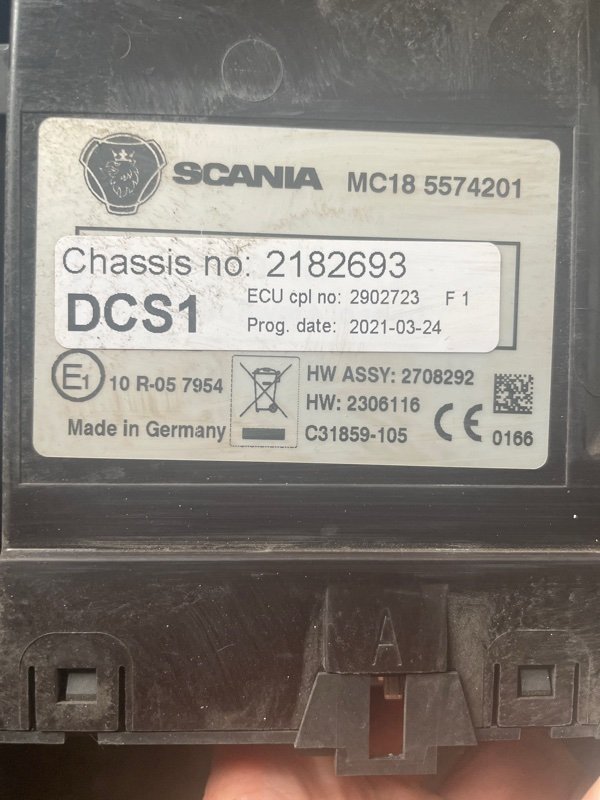 SCANIA MC18 5574201
Chassis no: 2182693
DCS1 ECU cpl no: 2902723 F 1
Prog. date: 2021-03-24
E1 10 R-05 7954
HW ASSY: 2708292
HW: 2306116
Made in Germany C31859-105 CE 0166
A